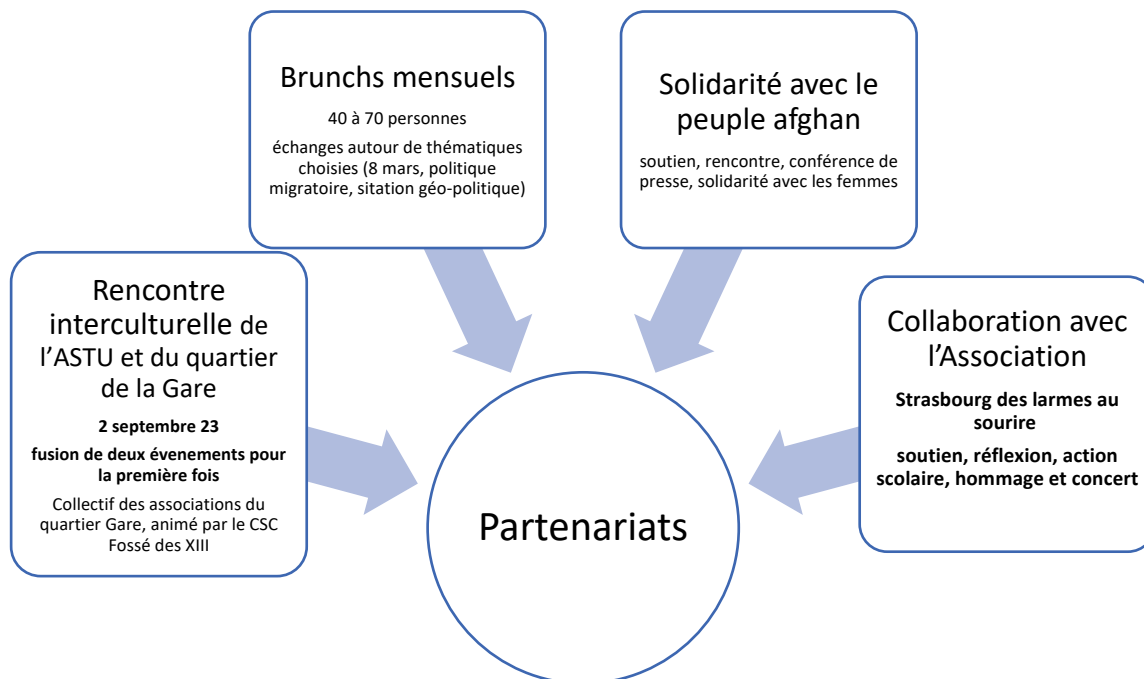 Brunchs mensuels
40 à 70 personnes
échanges autour de thématiques
choisies (8 mars, politique
migratoire, sitation géo-politique)
Solidarité avec le
peuple afghan
soutien, rencontre, conférence de
presse, solidarité avec les femmes
Rencontre
interculturelle de
l'ASTU et du quartier
de la Gare
2 septembre 23
fusion de deux évenements pour
la première fois
Collectif des associations du
quartier Gare, animé par le CSC
Fossé des XIII
Collaboration avec
l'Association
Strasbourg des larmes au
sourire
soutien, réflexion, action
scolaire, hommage et concert
Partenariats